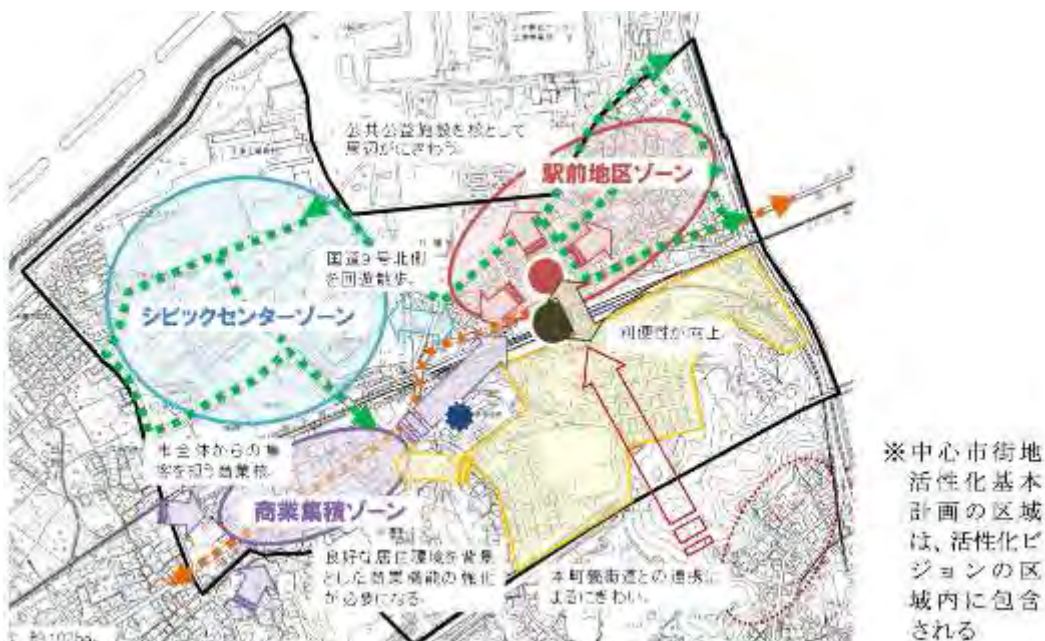 公共公益施設を核として
周辺がにぎわう。
駅前地区ゾーン
国道9号北側
を回遊散歩。
シビックセンターゾーン
利便性が向上。
市全体からの集
客を担う商業核。
商業集積ゾーン
良好な居住環境を背景
とした商業機能の強化
が必要になる。
本町
街道との連携に
よるにぎわい。
※中心市街地
活性化基本
計画の区域
は、活性化ビ
ジョンの区
域内に包含
される